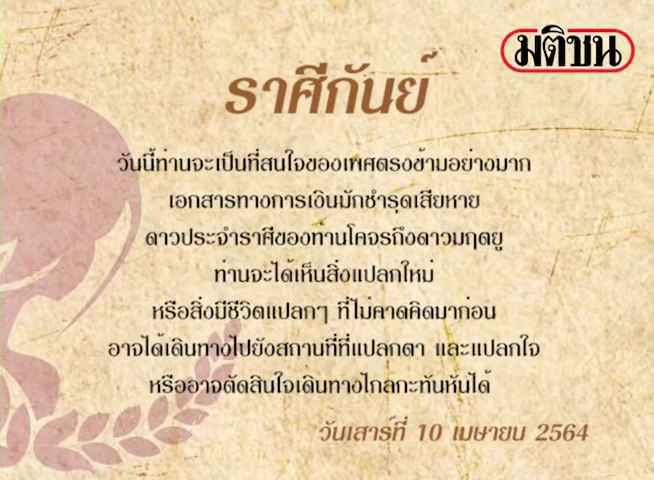 มติชน
ราศีกันย์
วันนี้ท่านจะเป็นที่สนใจของเพศตรงข้ามอย่างมาก
เอกสารทางการเงินมักชำรุดเสียหาย
ดาวประจำราศีของท่านโคจรถึงดาวมฤตยู
ท่านจะได้เห็นสิ่งแปลกใหม่
หรือสิ่งมีชีวิตแปลกๆ ที่ไม่คาดคิดมาก่อน
อาจได้เดินทางไปยังสถานที่ที่แปลกตา และแปลกใจ
หรืออาจตัดสินใจเดินทางไกลกะทันหันได้
วันเสาร์ที่ 10 เมษายน 2564